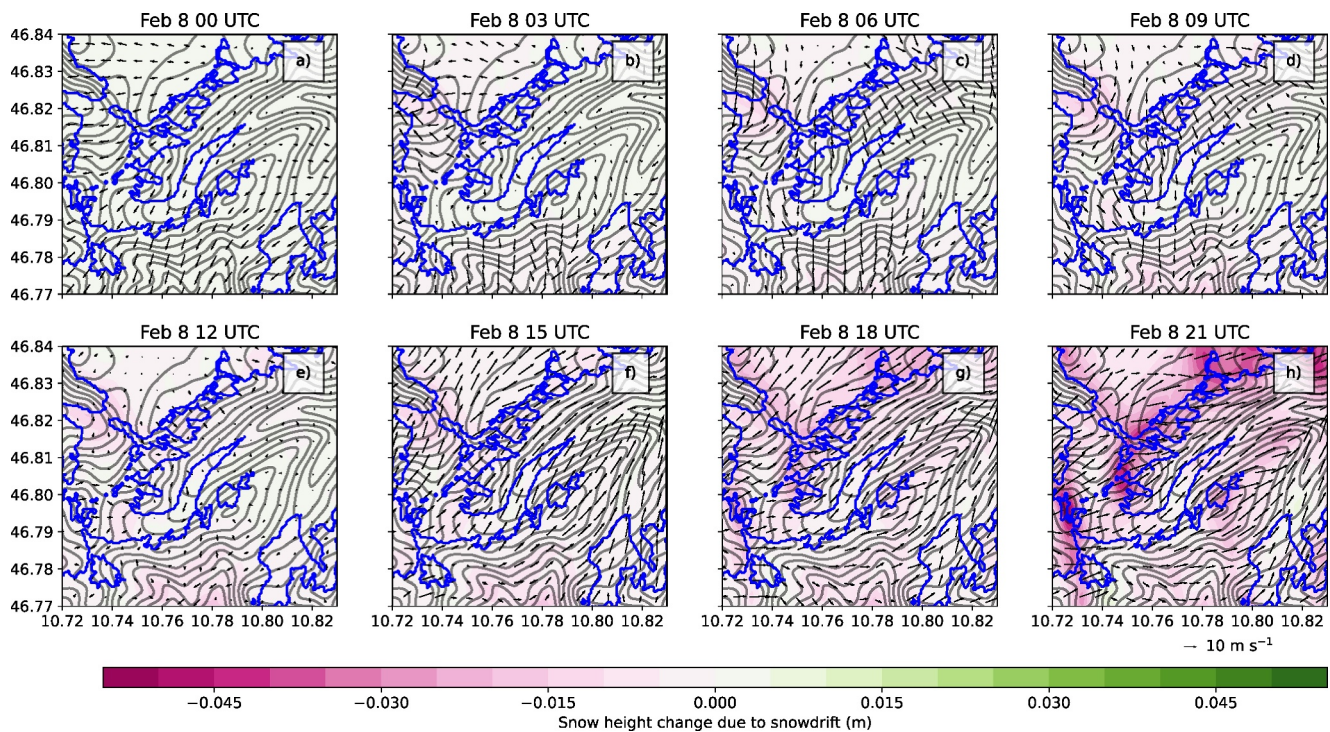 Feb 8 00 UTC Feb 8 03 UTC Feb 8 06 UTC Feb 8 09 UTC
46.84
46.83
46.82
46.81
46.80
46.79
46.78
46.77
a) b) c) d)
Feb 8 12 UTC Feb 8 15 UTC Feb 8 18 UTC Feb 8 21 UTC
46.84
46.83
46.82
46.81
46.80
46.79
46.78
46.77
e) f) g) h)
10.72 10.74 10.76 10.78 10.80 10.82 10.72 10.74 10.76 10.78 10.80 10.82 10.72 10.74 10.76 10.78 10.80 10.82 10.72 10.74 10.76 10.78 10.80 10.82
→ 10 m s⁻¹
−0.045 −0.030 −0.015 0.000 0.015 0.030 0.045
Snow height change due to snowdrift (m)